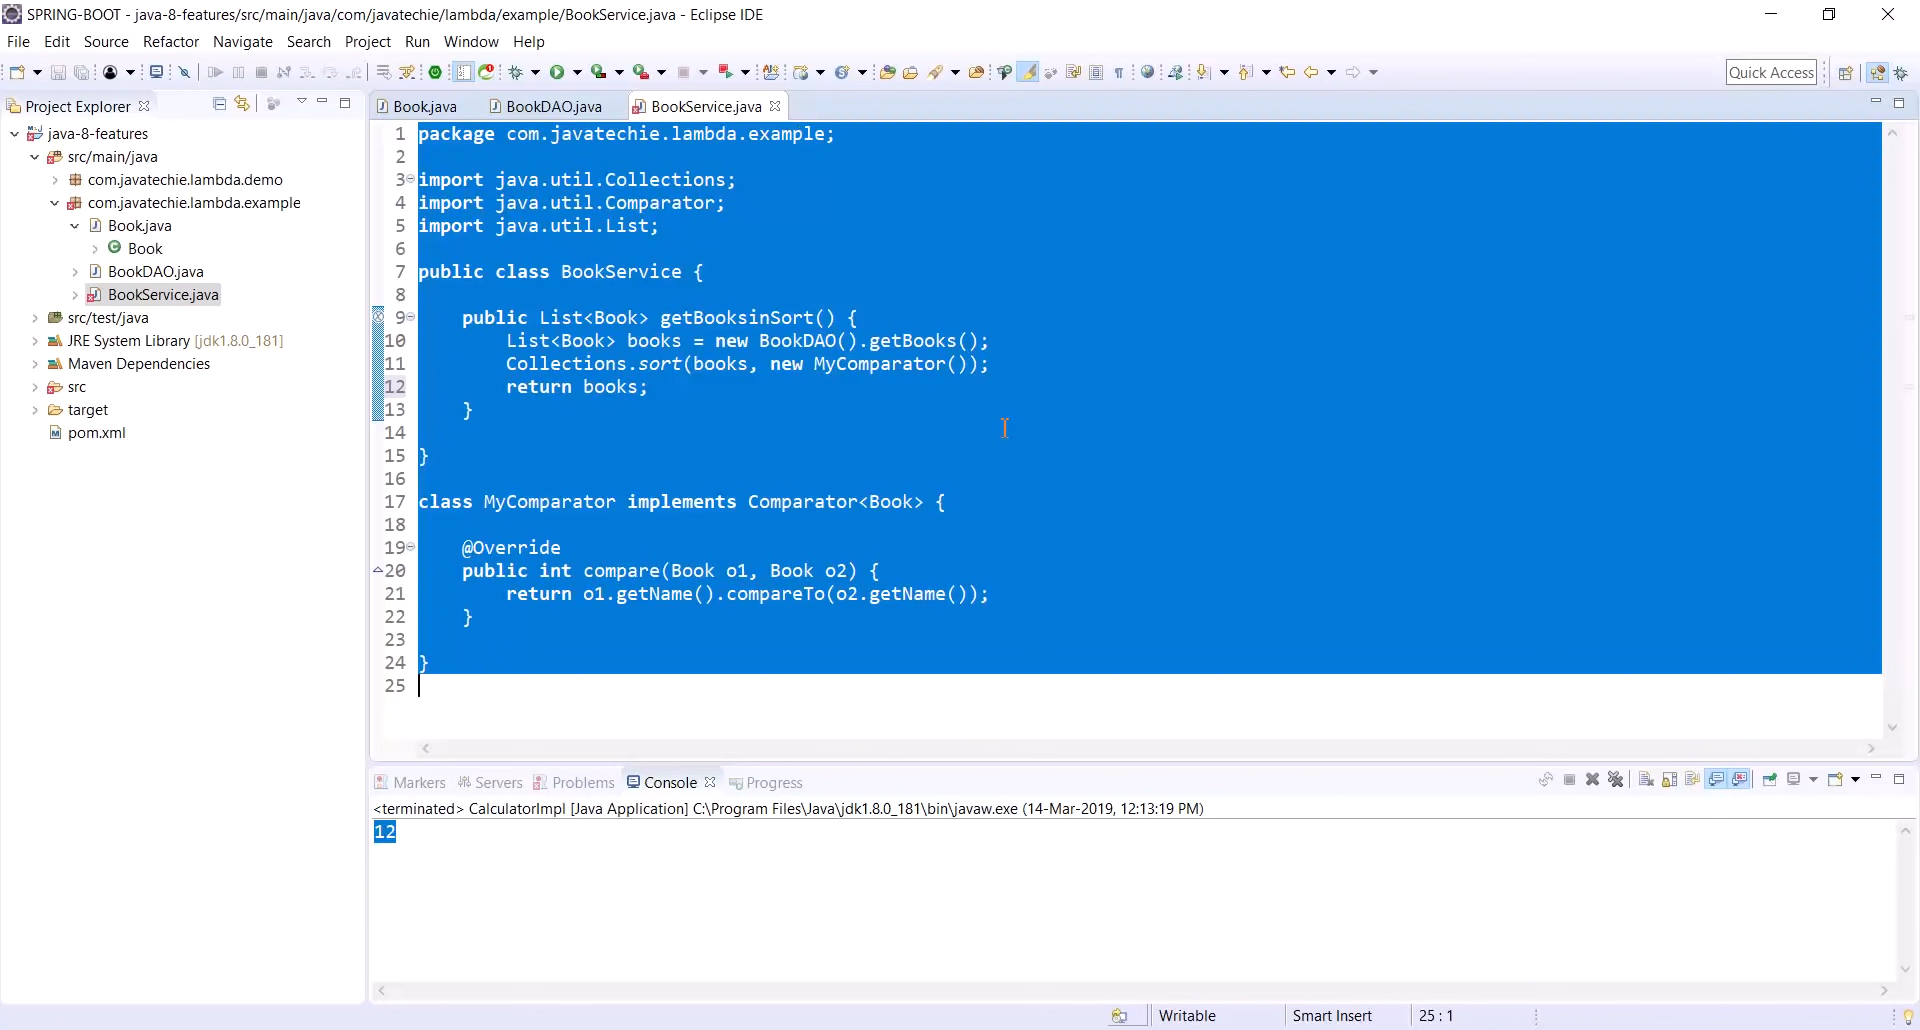 SPRING-BOOT - java-8-features/src/main/java/com/javatechie/lambda/example/BookService.java - Eclipse IDE
File Edit Source Refactor Navigate Search Project Run Window Help
Quick Access
Project Explorer
java-8-features
src/main/java
com.javatechie.lambda.demo
com.javatechie.lambda.example
Book.java
Book
BookDAO.java
BookService.java
src/test/java
JRE System Library [jdk1.8.0_181]
Maven Dependencies
src
target
pom.xml
Book.java BookDAO.java BookService.java
1 package com.javatechie.lambda.example;
2
3 import java.util.Collections;
4 import java.util.Comparator;
5 import java.util.List;
6
7 public class BookService {
8
9 public List<Book> getBooksinSort() {
10 List<Book> books = new BookDAO().getBooks();
11 Collections.sort(books, new MyComparator());
12 return books;
13 }
14
15 }
16
17 class MyComparator implements Comparator<Book> {
18
19 @Override
20 public int compare(Book o1, Book o2) {
21 return o1.getName().compareTo(o2.getName());
22 }
23
24 }
25
Markers Servers Problems Console Progress
<terminated> CalculatorImpl [Java Application] C:\Program Files\Java\jdk1.8.0_181\bin\javaw.exe (14-Mar-2019, 12:13:19 PM)
12
Writable Smart Insert 25 : 1